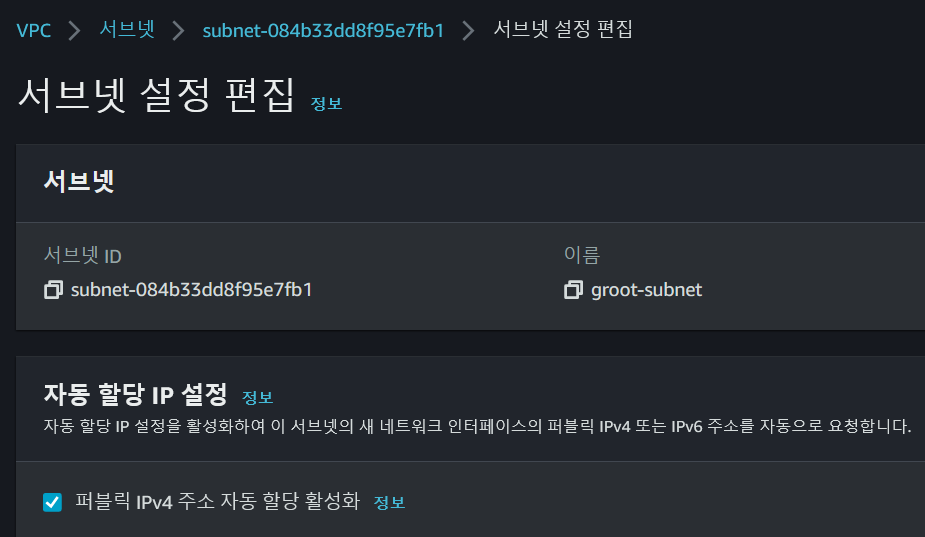 VPC > 서브넷 > subnet-084b33dd8f95e7fb1 > 서브넷 설정 편집
서브넷 설정 편집 정보
서브넷
서브넷 ID 이름
subnet-084b33dd8f95e7fb1 groot-subnet
자동 할당 IP 설정 정보
자동 할당 IP 설정을 활성화하여 이 서브넷의 새 네트워크 인터페이스의 퍼블릭 IPv4 또는 IPv6 주소를 자동으로 요청합니다.
퍼블릭 IPv4 주소 자동 할당 활성화 정보